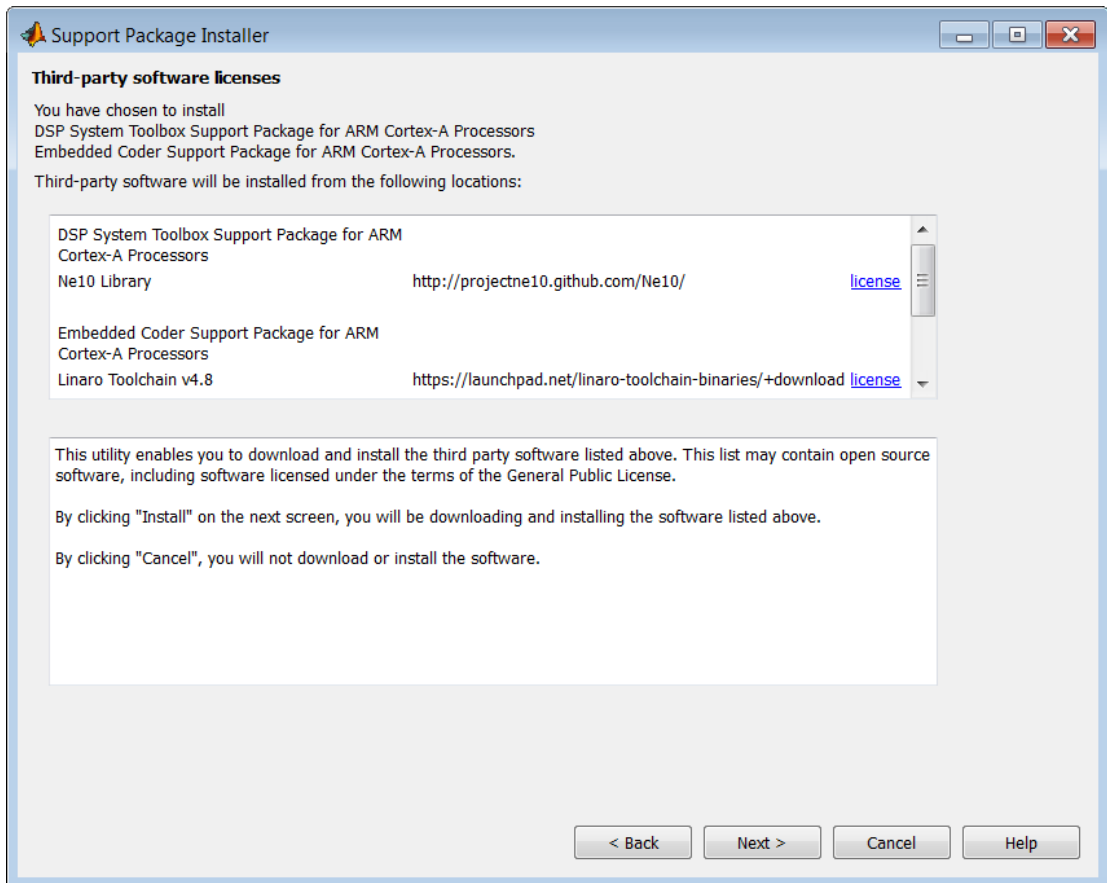 Support Package Installer
Third-party software licenses
You have chosen to install
DSP System Toolbox Support Package for ARM Cortex-A Processors
Embedded Coder Support Package for ARM Cortex-A Processors.
Third-party software will be installed from the following locations:
DSP System Toolbox Support Package for ARM
Cortex-A Processors
Ne10 Library http://projectne10.github.com/Ne10/ license
Embedded Coder Support Package for ARM
Cortex-A Processors
Linaro Toolchain v4.8 https://launchpad.net/linaro-toolchain-binaries/+download license
This utility enables you to download and install the third party software listed above. This list may contain open source
software, including software licensed under the terms of the General Public License.
By clicking "Install" on the next screen, you will be downloading and installing the software listed above.
By clicking "Cancel", you will not download or install the software.
< Back Next > Cancel Help